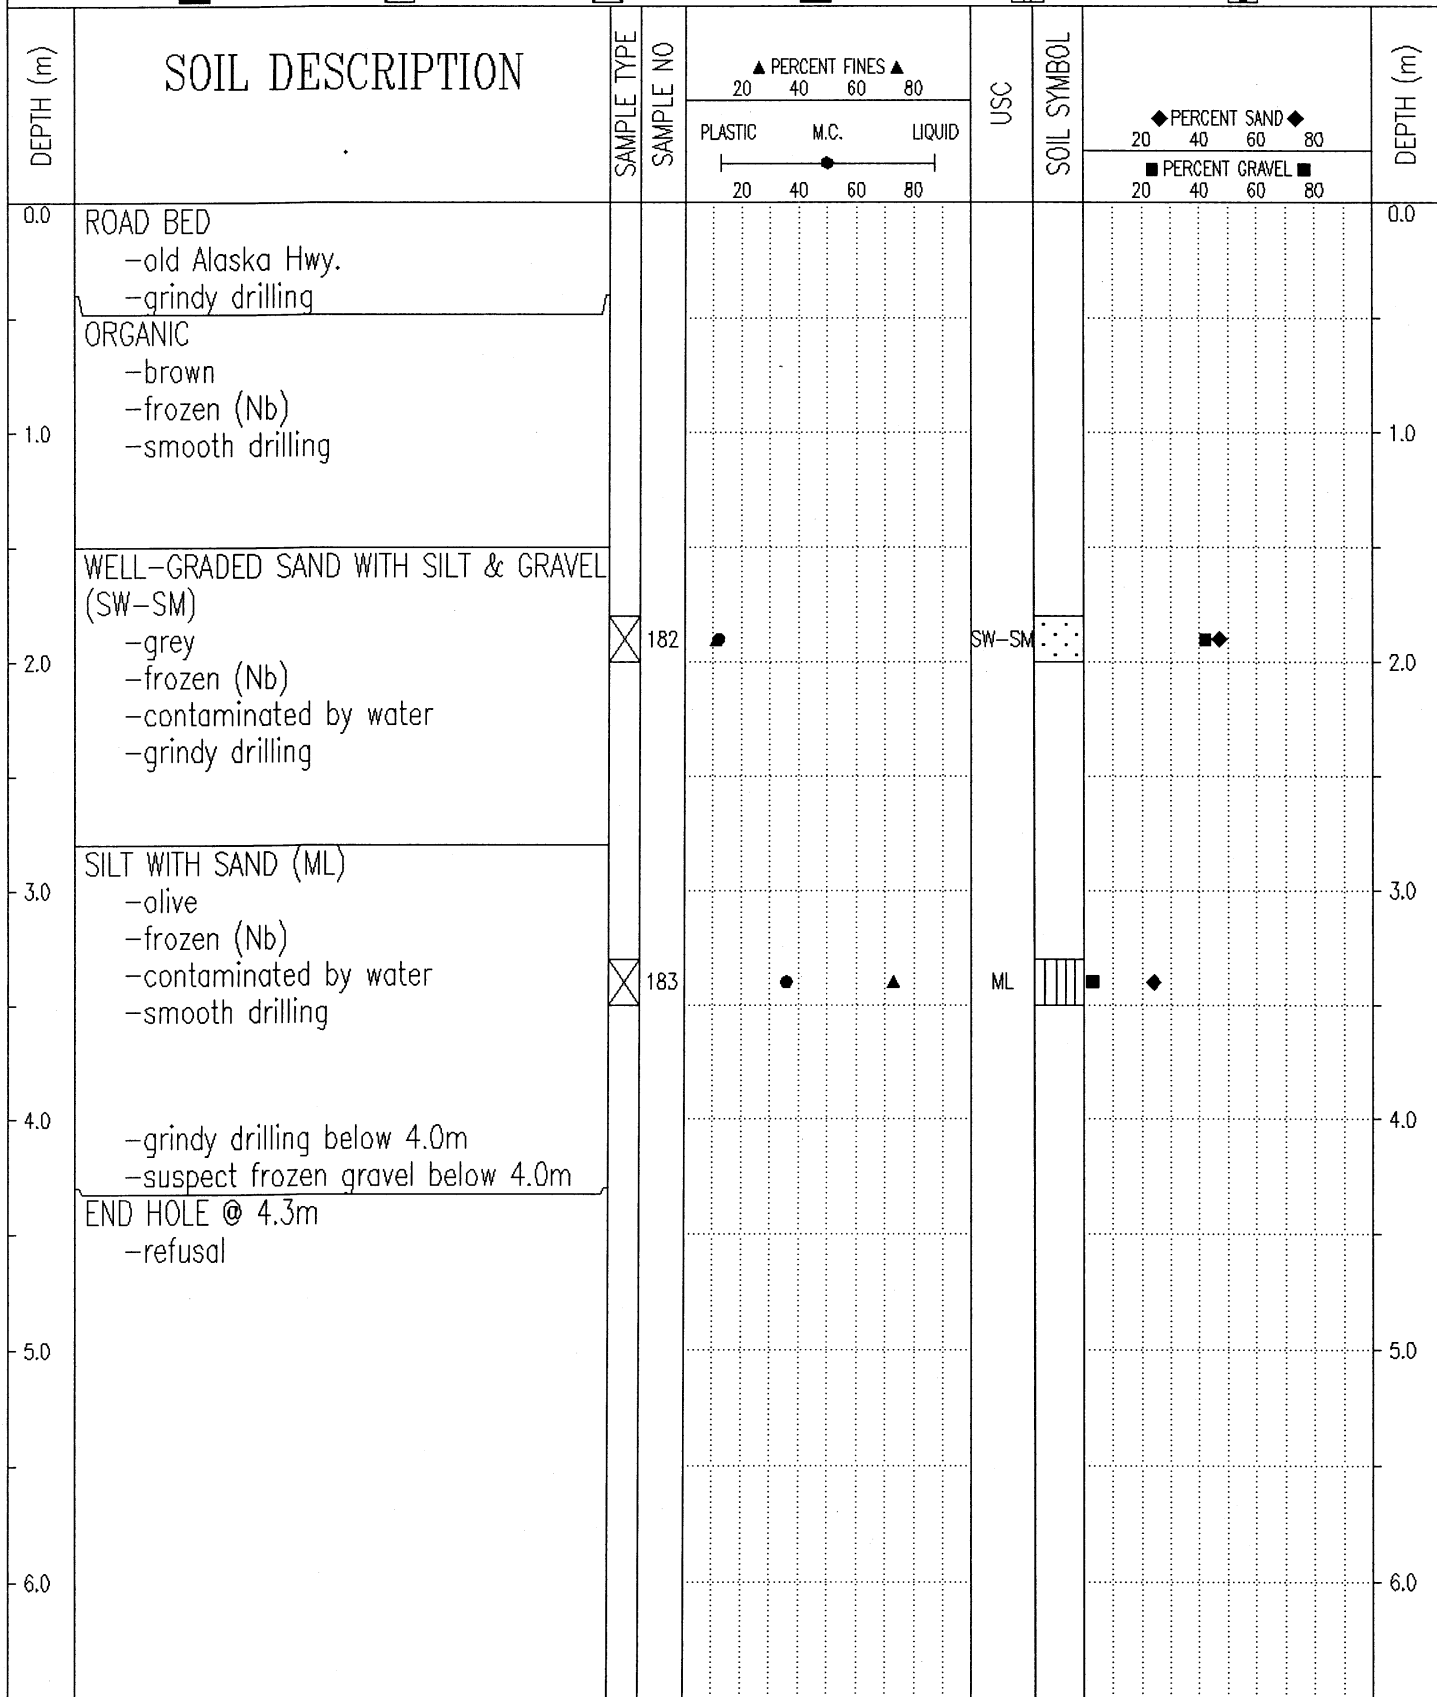 DEPTH (m)
SOIL DESCRIPTION
SAMPLE TYPE
SAMPLE NO
▲ PERCENT FINES ▲
20 40 60 80
PLASTIC M.C. LIQUID
20 40 60 80
USC
SOIL SYMBOL
◆ PERCENT SAND ◆
20 40 60 80
■ PERCENT GRAVEL ■
20 40 60 80
DEPTH (m)
0.0 ROAD BED 0.0
-old Alaska Hwy.
-grindy drilling
ORGANIC
-brown
-frozen (Nb)
1.0 -smooth drilling 1.0
WELL-GRADED SAND WITH SILT & GRAVEL
(SW-SM)
-grey 182 SW-SM
2.0 -frozen (Nb) 2.0
-contaminated by water
-grindy drilling
SILT WITH SAND (ML)
3.0 -olive 3.0
-frozen (Nb)
-contaminated by water 183 ML
-smooth drilling
4.0 4.0
-grindy drilling below 4.0m
-suspect frozen gravel below 4.0m
END HOLE @ 4.3m
-refusal
5.0 5.0
6.0 6.0